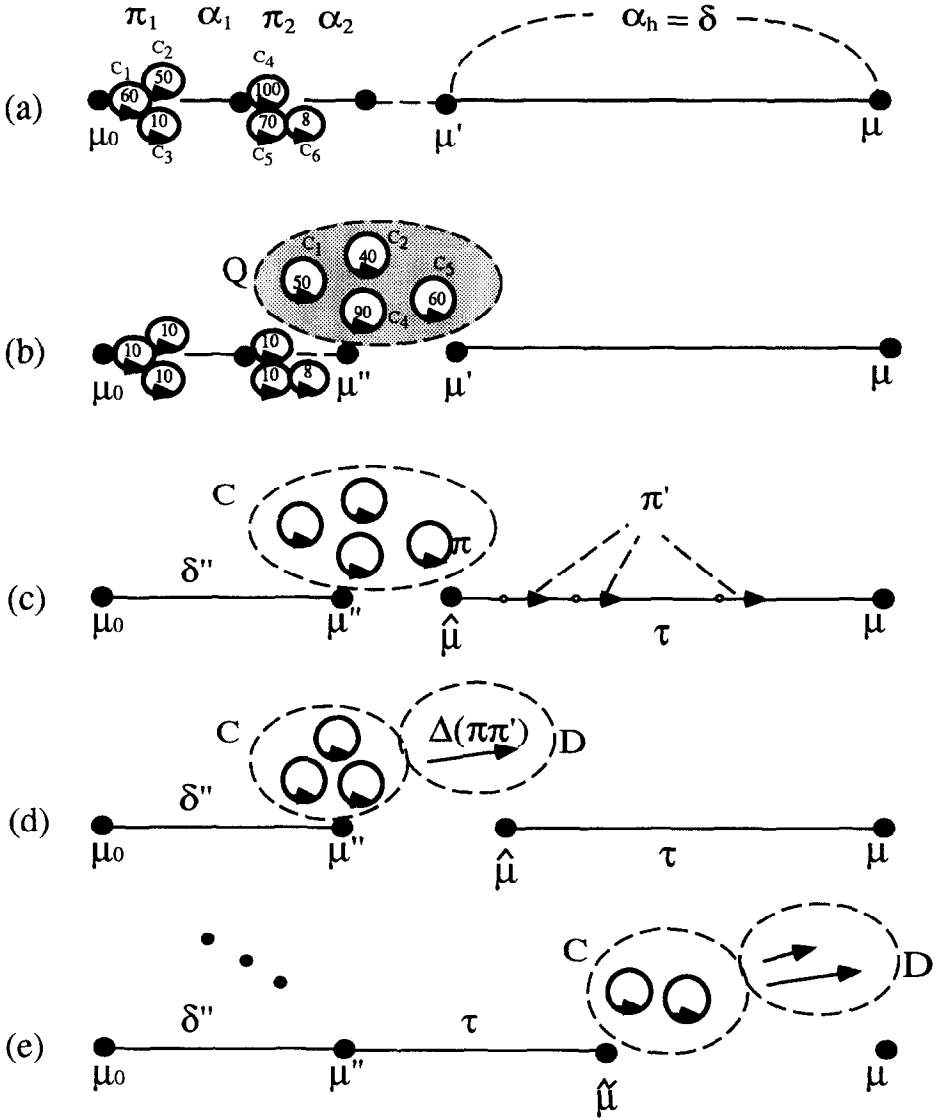 π₁ α₁ π₂ α₂ αₕ = δ
c₂ c₄
c₁ 50 100
(a) 60
10 70 8
μ₀ c₃ c₅ c₆ μ' μ
c₁ c₂
Q 50 40 c₅
90 c₄ 60
(b) 10 10 10
10 10 8
μ₀ μ'' μ' μ
C π'
δ'' π
(c)
μ₀ μ'' μ̂ τ μ
C Δ(ππ') D
δ''
(d)
μ₀ μ'' μ̂ τ μ
C D
δ'' τ
(e)
μ₀ μ'' μ̃ μ